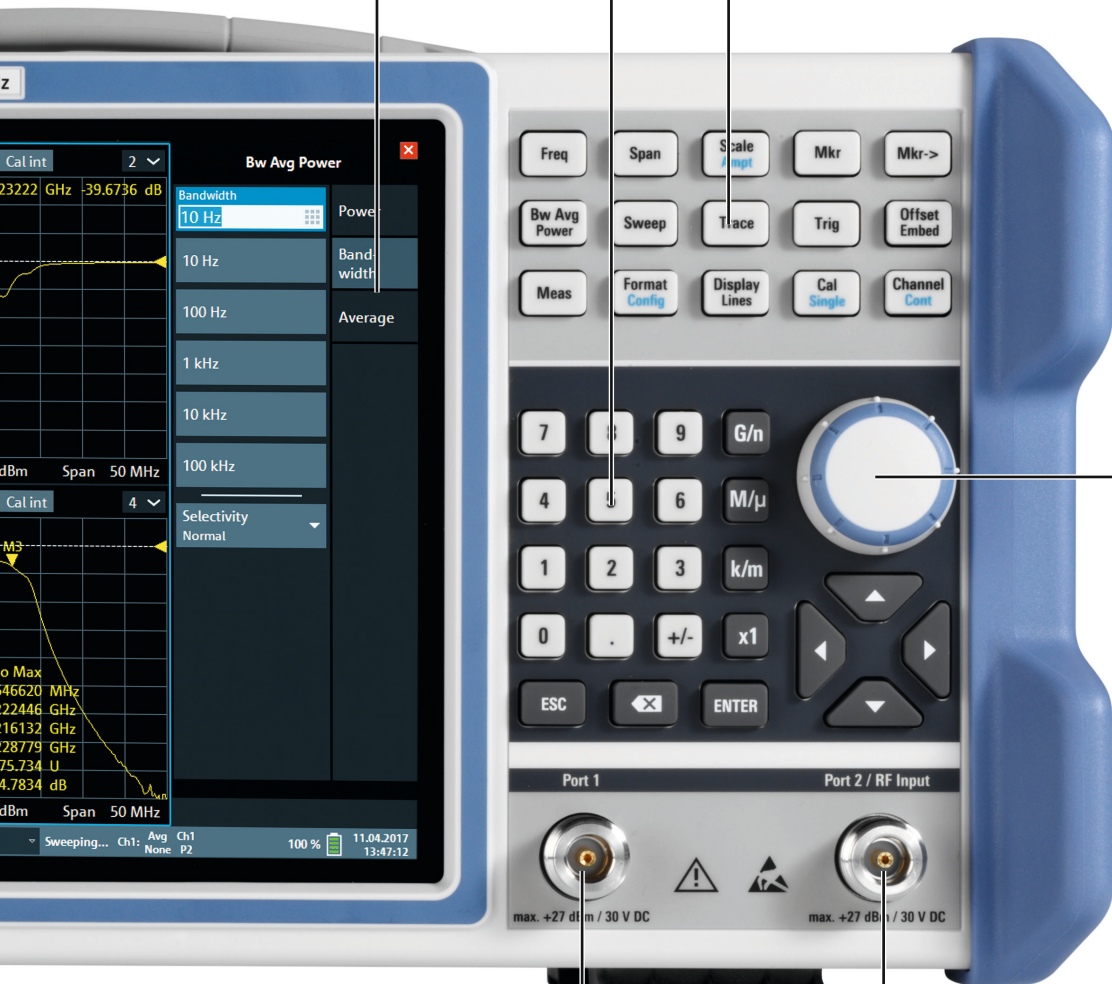 z
Cal int 2
23222 GHz -39.6736 dB
dBm Span 50 MHz
Cal int 4
M3
o Max
546620 MHz
222446 GHz
216132 GHz
228779 GHz
75.734 U
4.7834 dB
dBm Span 50 MHz
Sweeping... Ch1: Avg None Ch1 P2 100 % 11.04.2017 13:47:12
Bw Avg Power
Bandwidth
10 Hz
10 Hz
100 Hz
1 kHz
10 kHz
100 kHz
Selectivity
Normal
Power
Band-
width
Average
Freq Span Scale Mkr Mkr->
Ampt
Bw Avg Sweep Trace Trig Offset
Power Embed
Meas Format Display Cal Channel
Config Lines Single Cont
7 8 9 G/n
4 5 6 M/µ
1 2 3 k/m
0 . +/- x1
ESC ENTER
Port 1 Port 2 / RF Input
max. +27 dBm / 30 V DC max. +27 dBm / 30 V DC